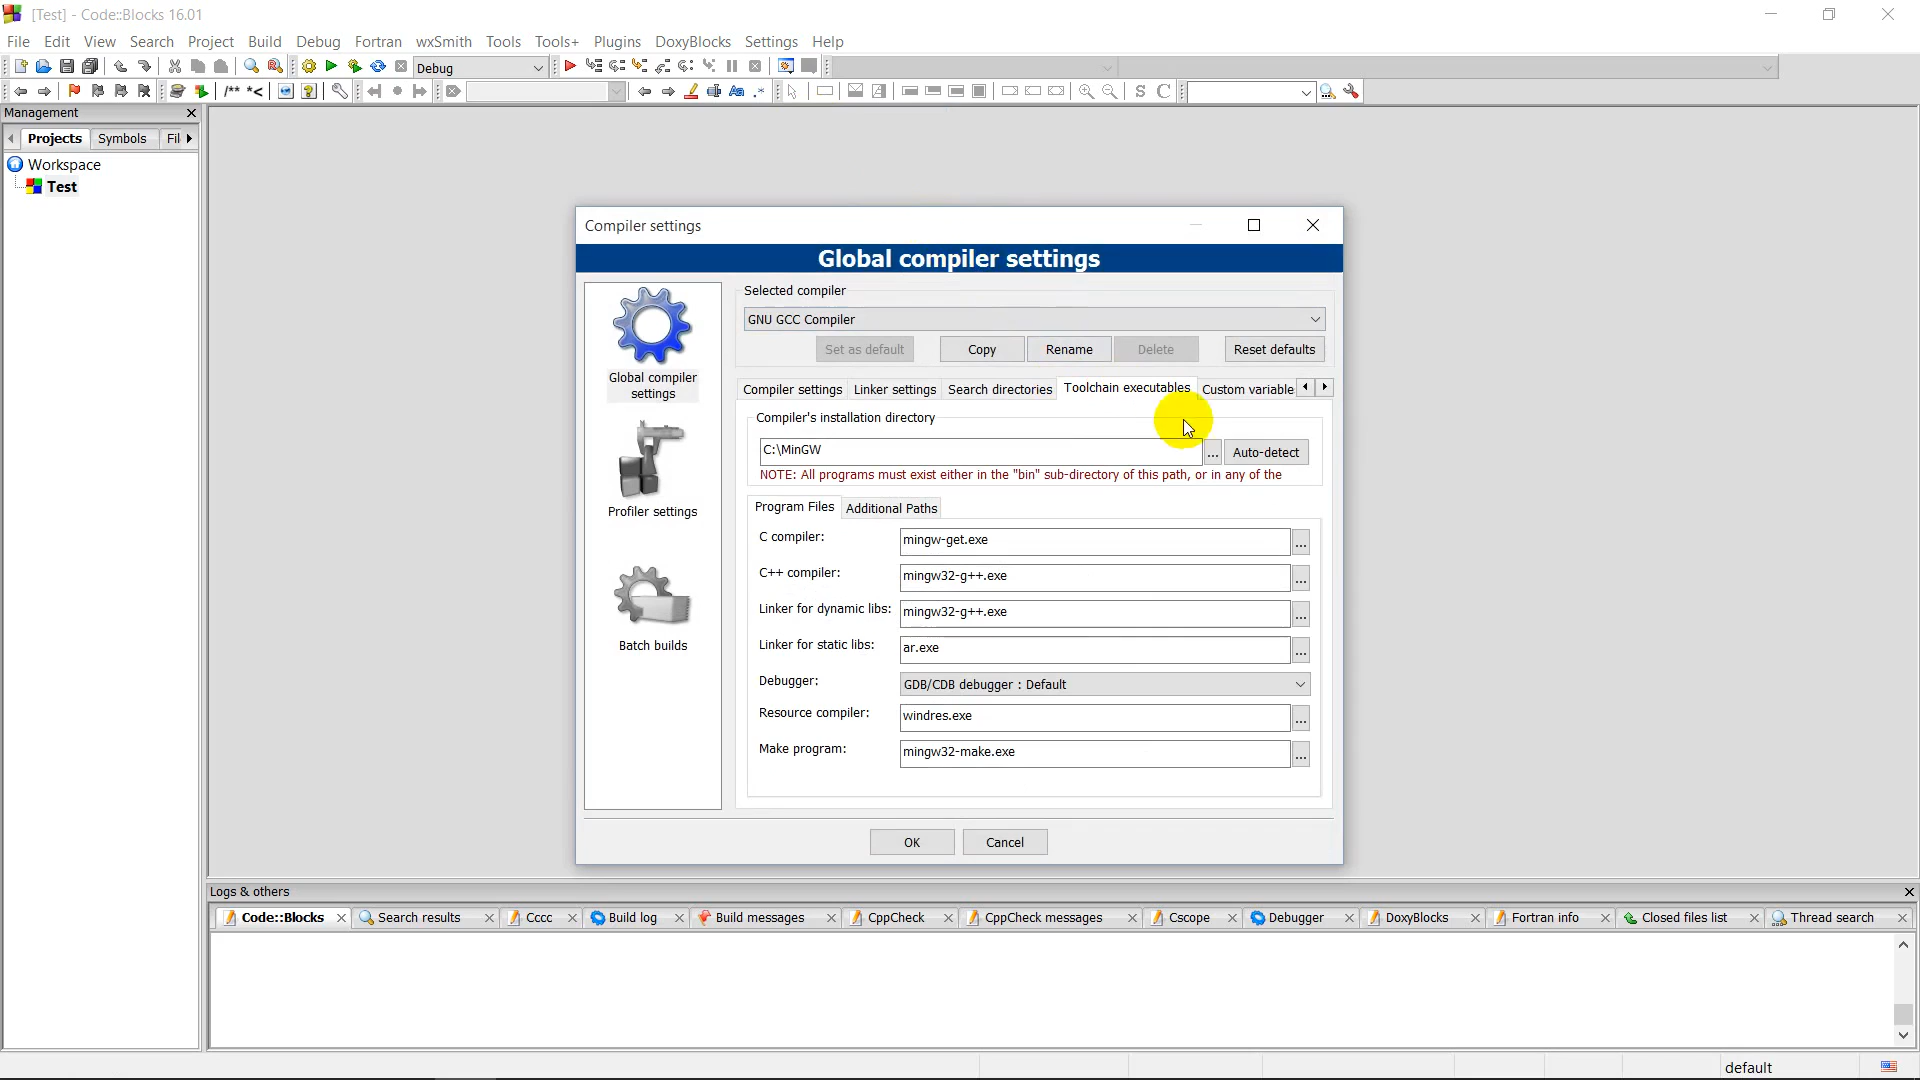 [Test] - Code::Blocks 16.01
File Edit View Search Project Build Debug Fortran wxSmith Tools Tools+ Plugins DoxyBlocks Settings Help
Debug
/** *<
Aa .*
S C
Management
Projects Symbols Fil
Workspace
Test
Compiler settings
Global compiler settings
Global compiler
settings
Profiler settings
Batch builds
Selected compiler
GNU GCC Compiler
Set as default Copy Rename Delete Reset defaults
Compiler settings Linker settings Search directories Toolchain executables Custom variable
Compiler's installation directory
C:\MinGW ... Auto-detect
NOTE: All programs must exist either in the "bin" sub-directory of this path, or in any of the
Program Files Additional Paths
C compiler: mingw-get.exe ...
C++ compiler: mingw32-g++.exe ...
Linker for dynamic libs: mingw32-g++.exe ...
Linker for static libs: ar.exe ...
Debugger: GDB/CDB debugger : Default
Resource compiler: windres.exe ...
Make program: mingw32-make.exe ...
OK Cancel
Logs & others
Code::Blocks Search results Cccc Build log Build messages CppCheck CppCheck messages Cscope Debugger DoxyBlocks Fortran info Closed files list Thread search
default